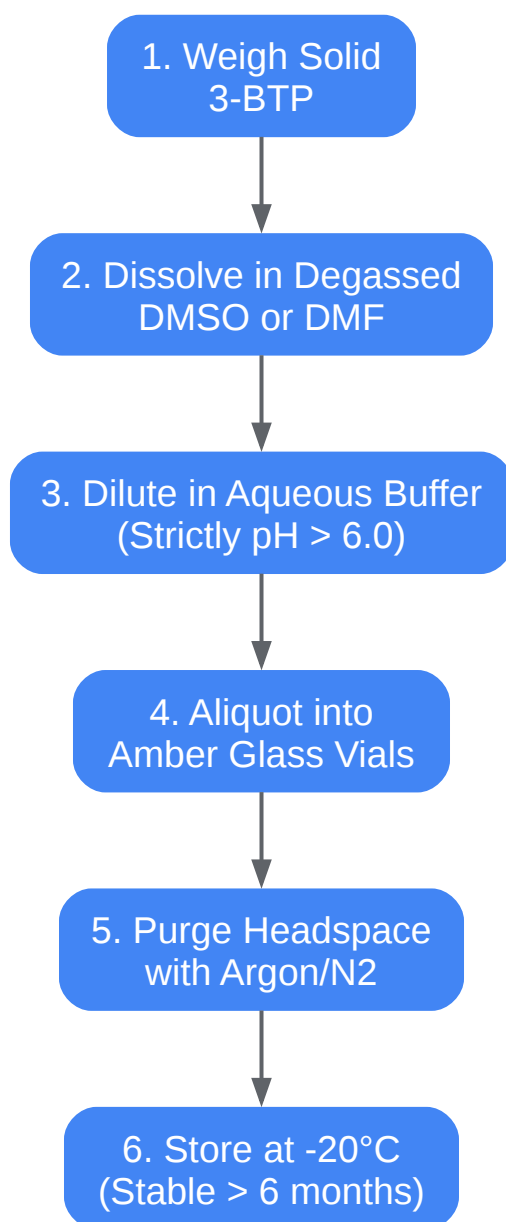 1. Weigh Solid
3-BTP
2. Dissolve in Degassed
DMSO or DMF
3. Dilute in Aqueous Buffer
(Strictly pH > 6.0)
4. Aliquot into
Amber Glass Vials
5. Purge Headspace
with Argon/N2
6. Store at -20°C
(Stable > 6 months)